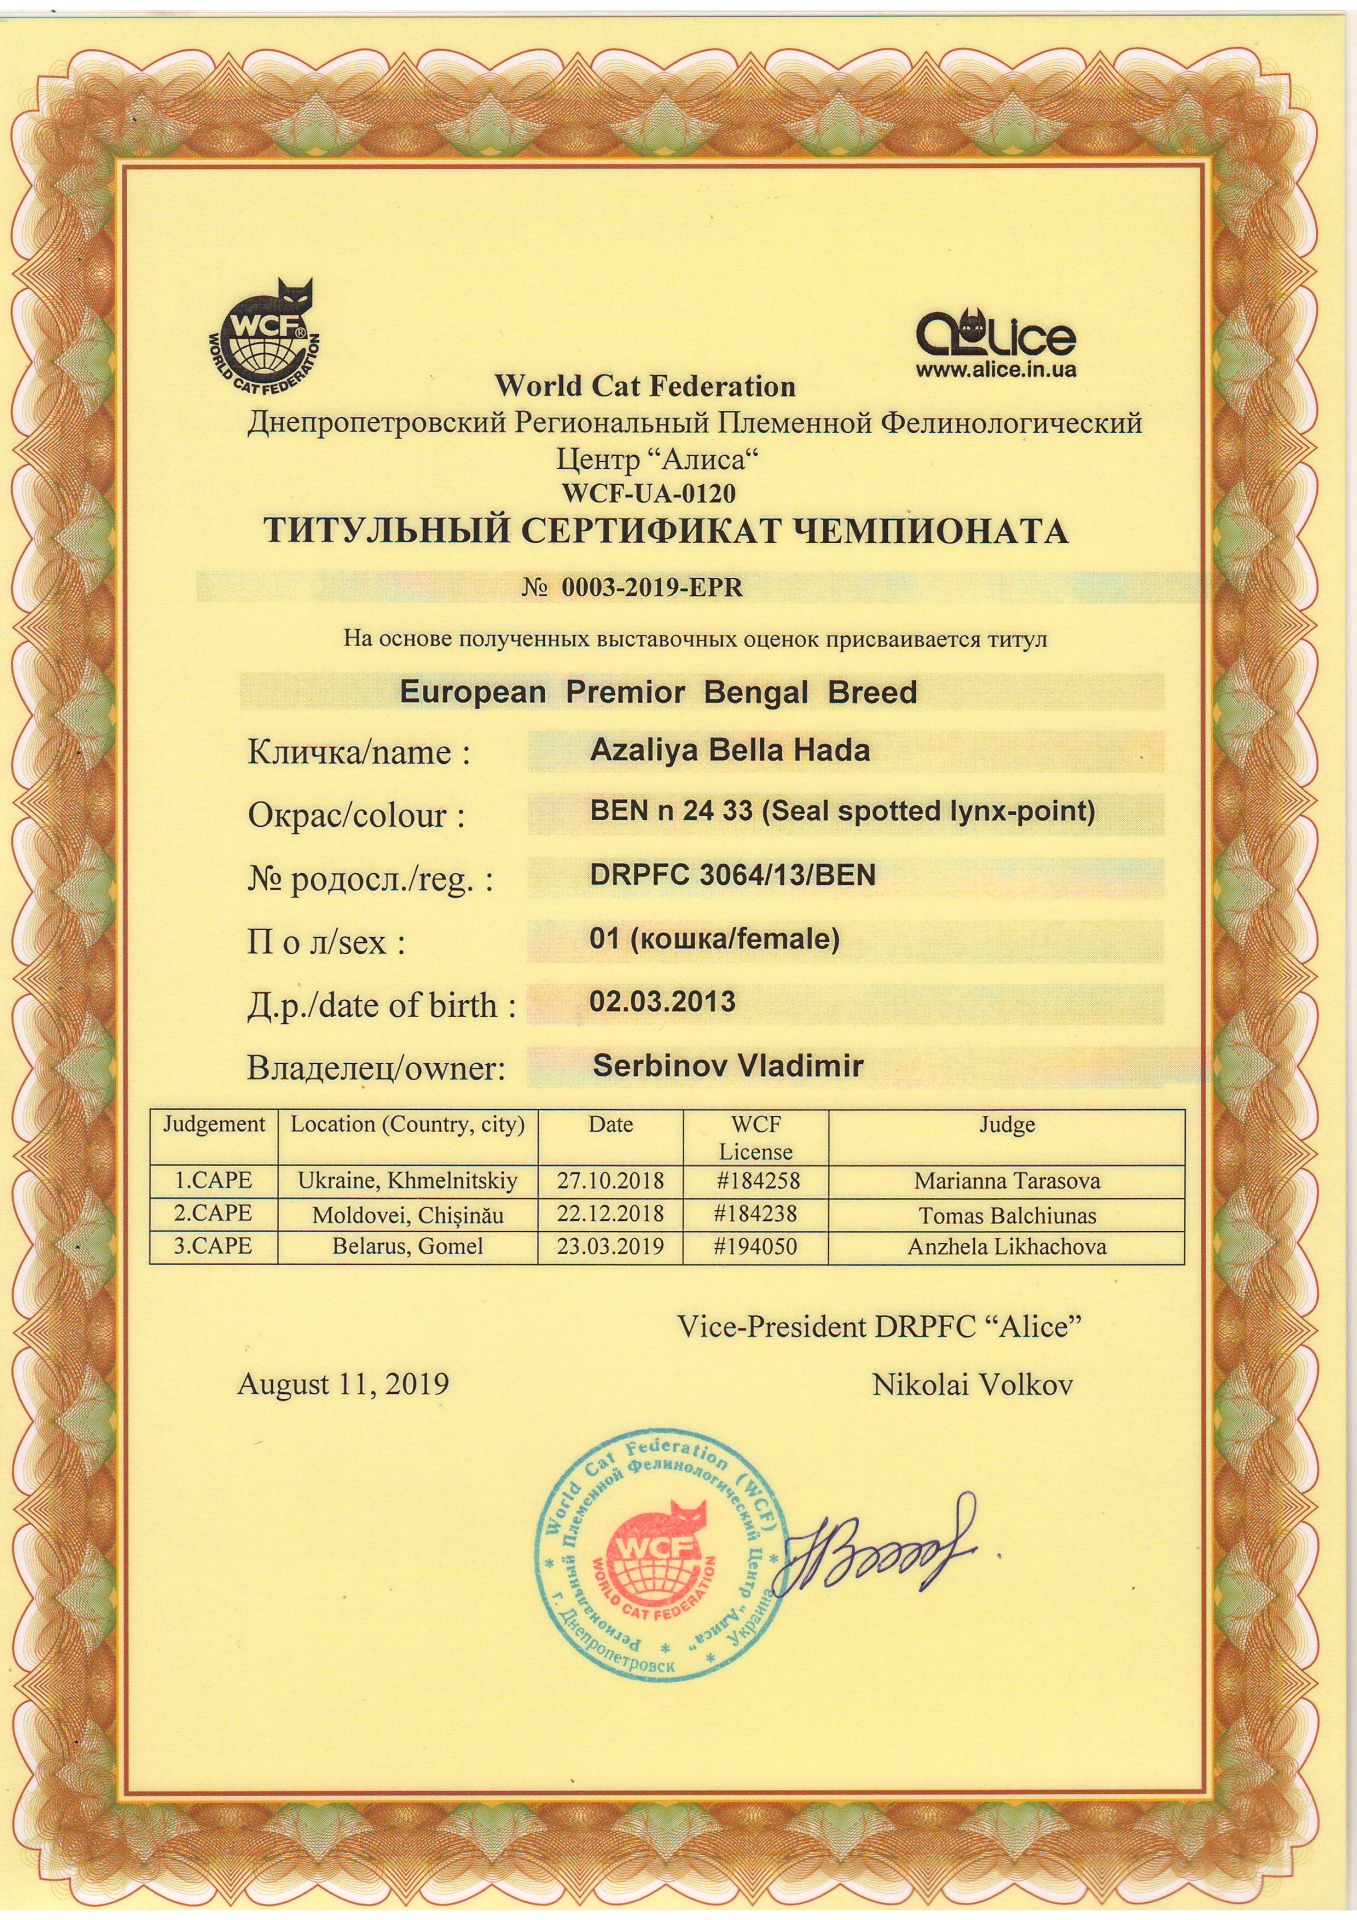 WCF®
WORLD CAT FEDERATION
ALice
www.alice.in.ua
World Cat Federation
Днепропетровский Региональный Племенной Фелинологический
Центр “Алиса“
WCF-UA-0120
ТИТУЛЬНЫЙ СЕРТИФИКАТ ЧЕМПИОНАТА
№ 0003-2019-EPR
На основе полученных выставочных оценок присваивается титул
European Premior Bengal Breed
Кличка/name : Azaliya Bella Hada
Окрас/colour : BEN n 24 33 (Seal spotted lynx-point)
№ родосл./reg. : DRPFC 3064/13/BEN
П о л/sex : 01 (кошка/female)
Д.р./date of birth : 02.03.2013
Владелец/owner: Serbinov Vladimir
Judgement Location (Country, city) Date WCF License Judge
1.CAPE Ukraine, Khmelnitskiy 27.10.2018 #184258 Marianna Tarasova
2.CAPE Moldovei, Chișinău 22.12.2018 #184238 Tomas Balchiunas
3.CAPE Belarus, Gomel 23.03.2019 #194050 Anzhela Likhachova
Vice-President DRPFC “Alice”
August 11, 2019 Nikolai Volkov
* World Cat Federation (WCF) *
г. Днепропетровск * Украина
Региональный Племенной Фелинологический Центр "Алиса" *
WCF
WORLD CAT FEDERATION